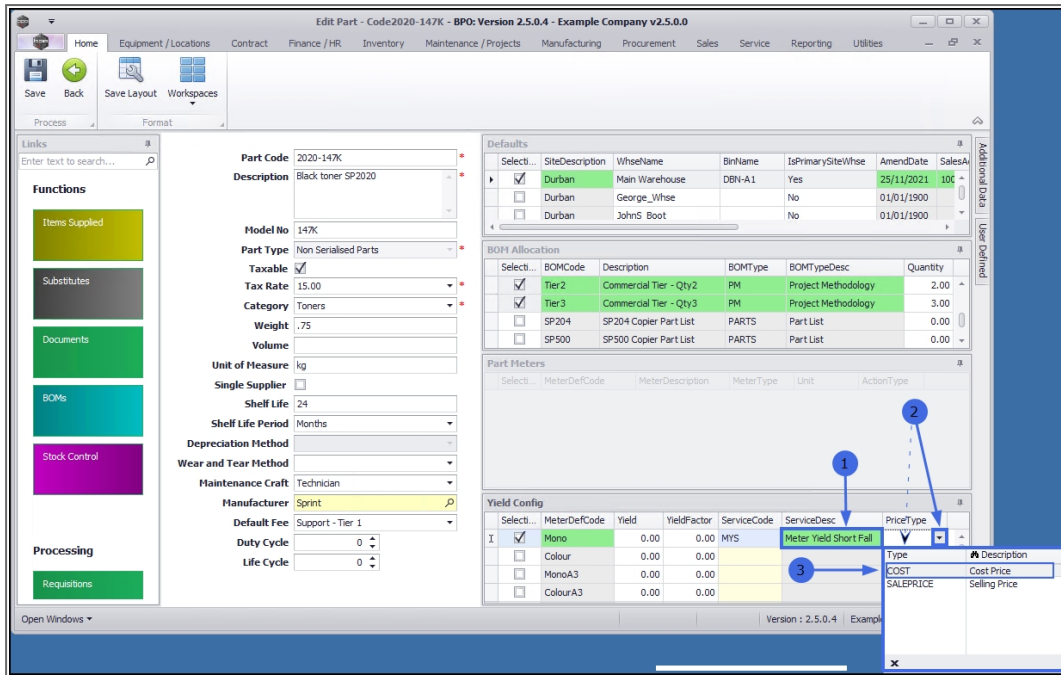 Edit Part - Code2020-147K - BPO: Version 2.5.0.4 - Example Company v2.5.0.0
Home Equipment / Locations Contract Finance / HR Inventory Maintenance / Projects Manufacturing Procurement Sales Service Reporting Utilities
Save Back Save Layout Workspaces
Process Format
Links
Enter text to search...
Functions
Items Supplied
Substitutes
Documents
BOMs
Stock Control
Processing
Requisitions
Part Code 2020-147K *
Description Black toner SP2020 *
Model No 147K
Part Type Non Serialised Parts *
Taxable
Tax Rate 15.00 *
Category Toners *
Weight .75
Volume
Unit of Measure kg
Single Supplier
Shelf Life 24
Shelf Life Period Months
Depreciation Method
Wear and Tear Method
Maintenance Craft Technician
Manufacturer Sprint
Default Fee Support - Tier 1
Duty Cycle 0
Life Cycle 0
Defaults
Selecti... SiteDescription WhseName BinName IsPrimarySiteWhse AmendDate SalesA
Durban Main Warehouse DBN-A1 Yes 25/11/2021 100
Durban George_Whse No 01/01/1900
Durban JohnS Boot No 01/01/1900
BOM Allocation
Selecti... BOMCode Description BOMType BOMTypeDesc Quantity
Tier2 Commercial Tier - Qty2 PM Project Methodology 2.00
Tier3 Commercial Tier - Qty3 PM Project Methodology 3.00
SP204 SP204 Copier Part List PARTS Part List 0.00
SP500 SP500 Copier Part List PARTS Part List 0.00
Part Meters
Selecti... MeterDefCode MeterDescription MeterType Unit ActionType
2
1
Yield Config
Selecti... MeterDefCode Yield YieldFactor ServiceCode ServiceDesc PriceType
Mono 0.00 0.00 MYS Meter Yield Short Fall
Colour 0.00 0.00
MonoA3 0.00 0.00
ColourA3 0.00 0.00
Type Description
3
COST Cost Price
SALEPRICE Selling Price
x
Additional Data
User Defined
Open Windows Version : 2.5.0.4 Exampl